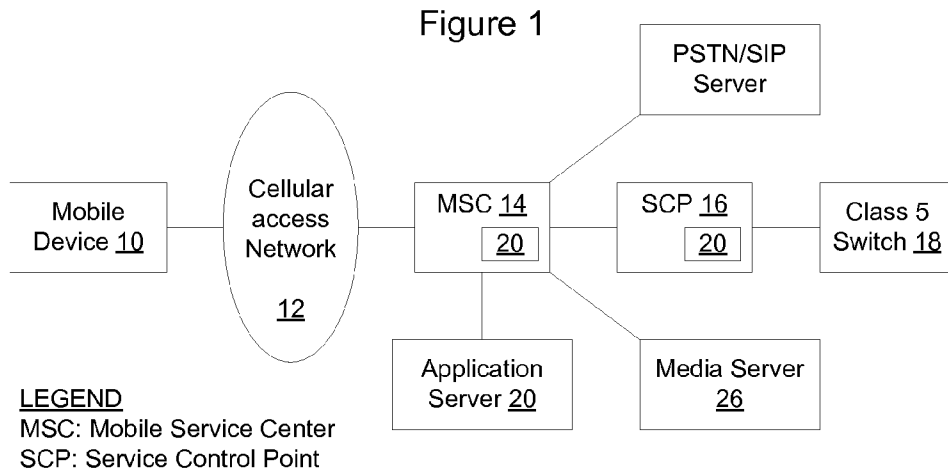 Figure 1
PSTN/SIP
Server
Mobile
Device 10
Cellular
access
Network
12
MSC 14
20
SCP 16
20
Class 5
Switch 18
Application
Server 20
Media Server
26
LEGEND
MSC: Mobile Service Center
SCP: Service Control Point